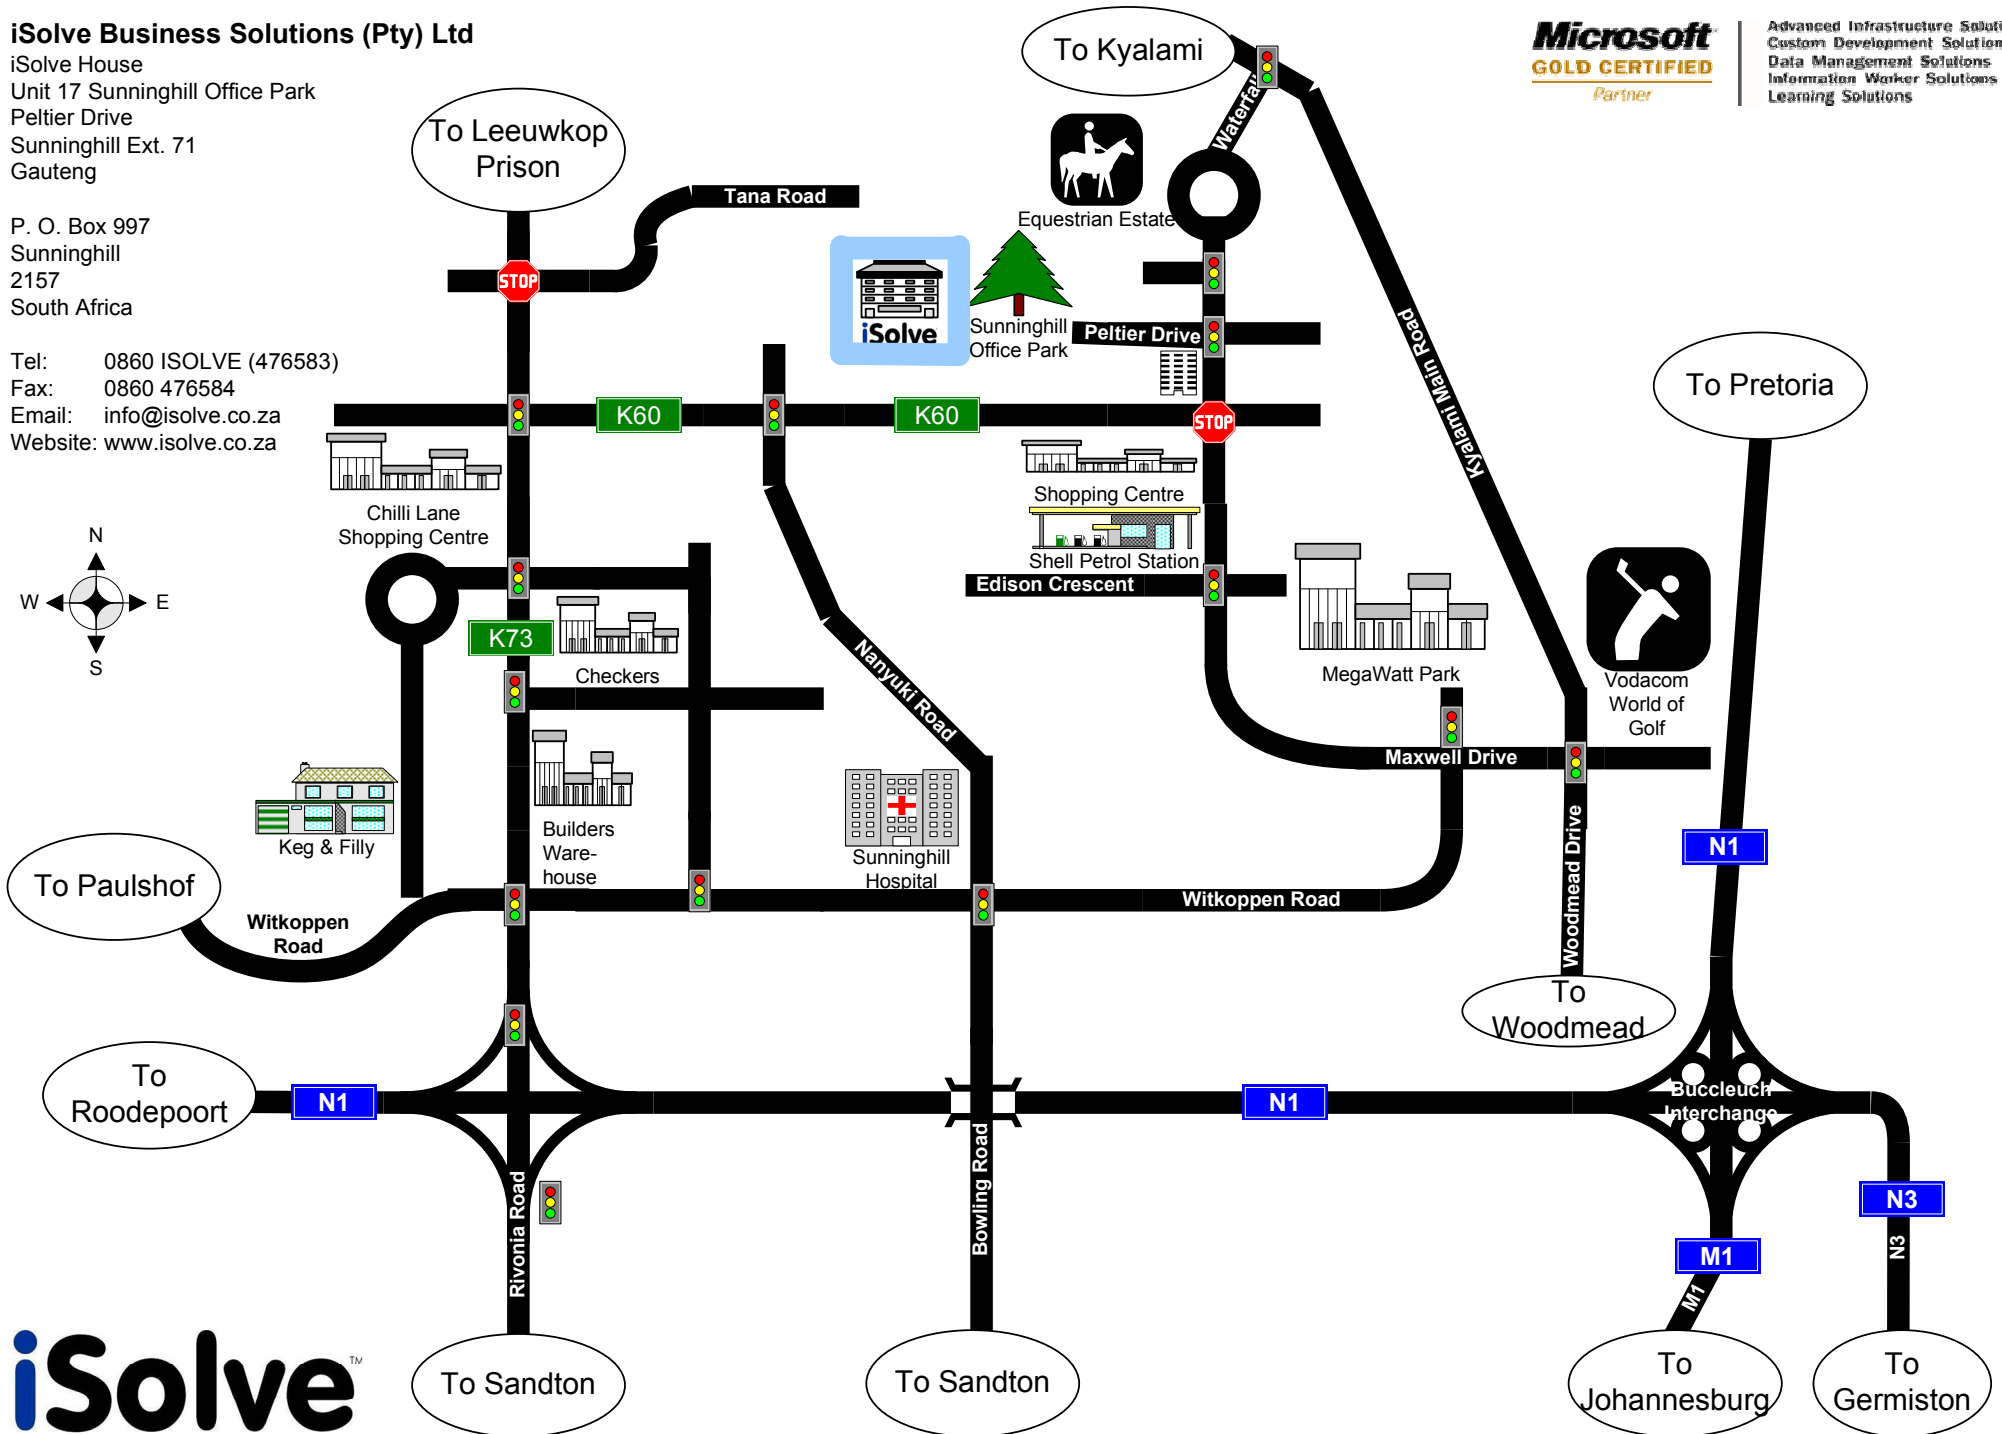 iSolve Business Solutions (Pty) Ltd
iSolve House
Unit 17 Sunninghill Office Park
Peltier Drive
Sunninghill Ext. 71
Gauteng
P. O. Box 997
Sunninghill
2157
South Africa
Tel: 0860 ISOLVE (476583)
Fax: 0860 476584
Email: info@isolve.co.za
Website: www.isolve.co.za
Microsoft
GOLD CERTIFIED
Partner
Advanced Infrastructure Soluti
Custom Development Solution
Data Management Solutions
Information Worker Solutions
Learning Solutions
To Kyalami
Waterfall
To Leeuwkop
Prison
Tana Road
Equestrian Estate
STOP
iSolve
Sunninghill
Office Park
Peltier Drive
Kyalami Main Road
To Pretoria
K60
K60
STOP
Chilli Lane
Shopping Centre
Shopping Centre
Shell Petrol Station
Edison Crescent
N
W
E
S
K73
Checkers
Nanyuki Road
MegaWatt Park
Vodacom
World of
Golf
Maxwell Drive
Keg & Filly
Builders
Ware-
house
Sunninghill
Hospital
Woodmead Drive
N1
To Paulshof
Witkoppen
Road
Witkoppen Road
To
Woodmead
To
Roodepoort
N1
N1
Buccleuch
Interchange
Rivonia Road
Bowling Road
N3
N3
M1
M1
iSolve™
To Sandton
To Sandton
To
Johannesburg
To
Germiston